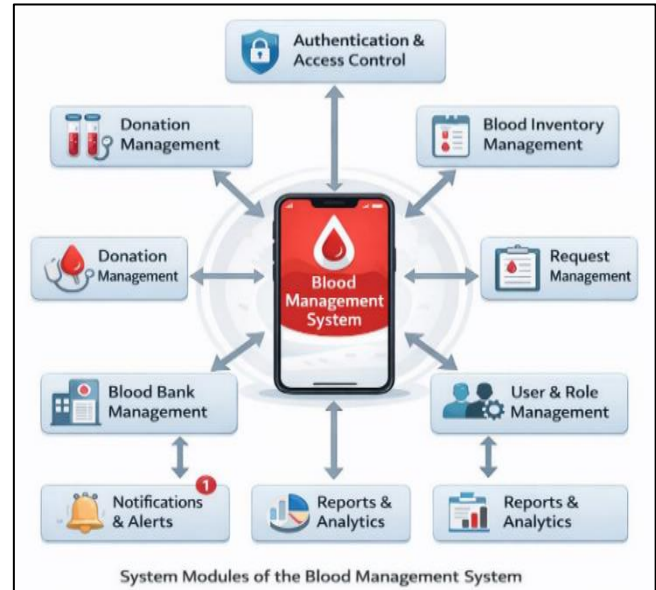 Authentication &
Access Control
Donation
Management
Blood Inventory
Management
Donation
Management
Blood
Management
System
Request
Management
Blood Bank
Management
User & Role
Management
1
Notifications
& Alerts
Reports &
Analytics
Reports &
Analytics
System Modules of the Blood Management System